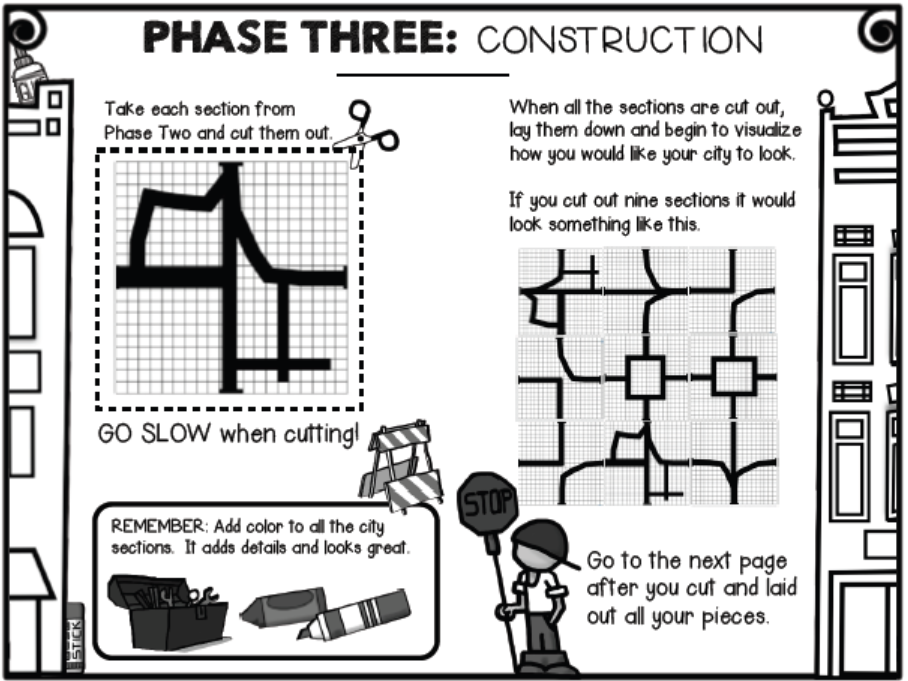 PHASE THREE: CONSTRUCTION
Take each section from
Phase Two and cut them out.
GO SLOW when cutting!
REMEMBER: Add color to all the city
sections. It adds details and looks great.
STICK
When all the sections are cut out,
lay them down and begin to visualize
how you would like your city to look.
If you cut out nine sections it would
look something like this.
STOP
Go to the next page
after you cut and laid
out all your pieces.